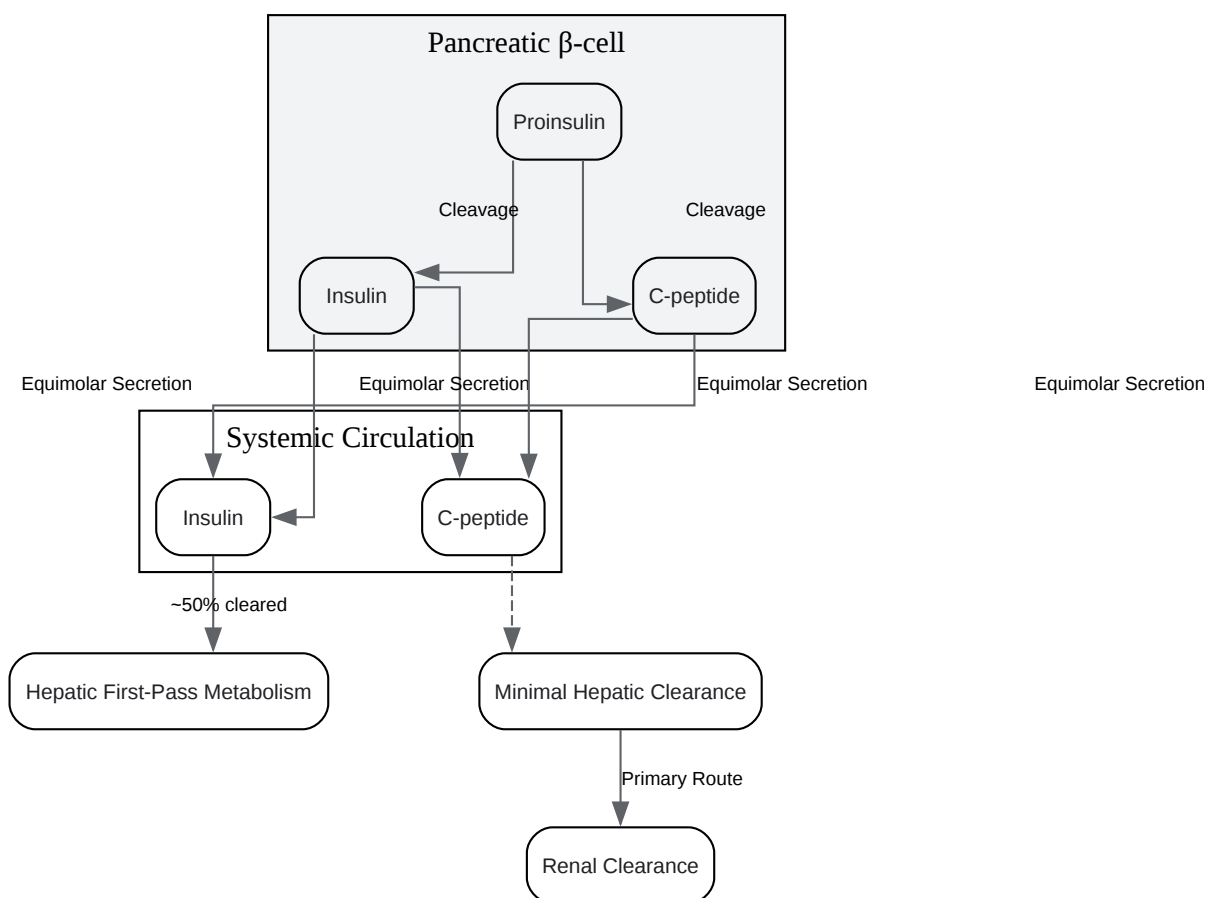 Pancreatic β-cell
Proinsulin
Cleavage
Cleavage
Insulin
C-peptide
Equimolar Secretion
Equimolar Secretion
Equimolar Secretion
Equimolar Secretion
Systemic Circulation
Insulin
C-peptide
~50% cleared
Hepatic First-Pass Metabolism
Minimal Hepatic Clearance
Primary Route
Renal Clearance